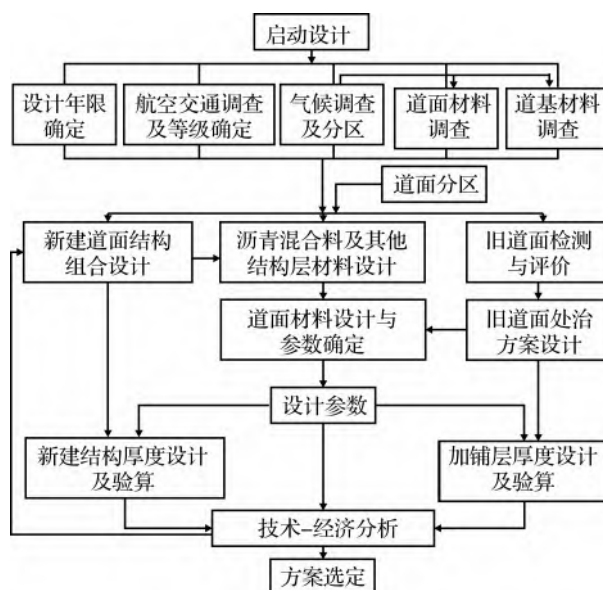 启动设计
设计年限
确定
航空交通调查
及等级确定
气候调查
及分区
道面材料
调查
道基材料
调查
道面分区
新建道面结构
组合设计
沥青混合料及其他
结构层材料设计
旧道面检测
与评价
道面材料设计与
参数确定
旧道面处治
方案设计
设计参数
新建结构厚度设计
及验算
加铺层厚度设计
及验算
技术–经济分析
方案选定